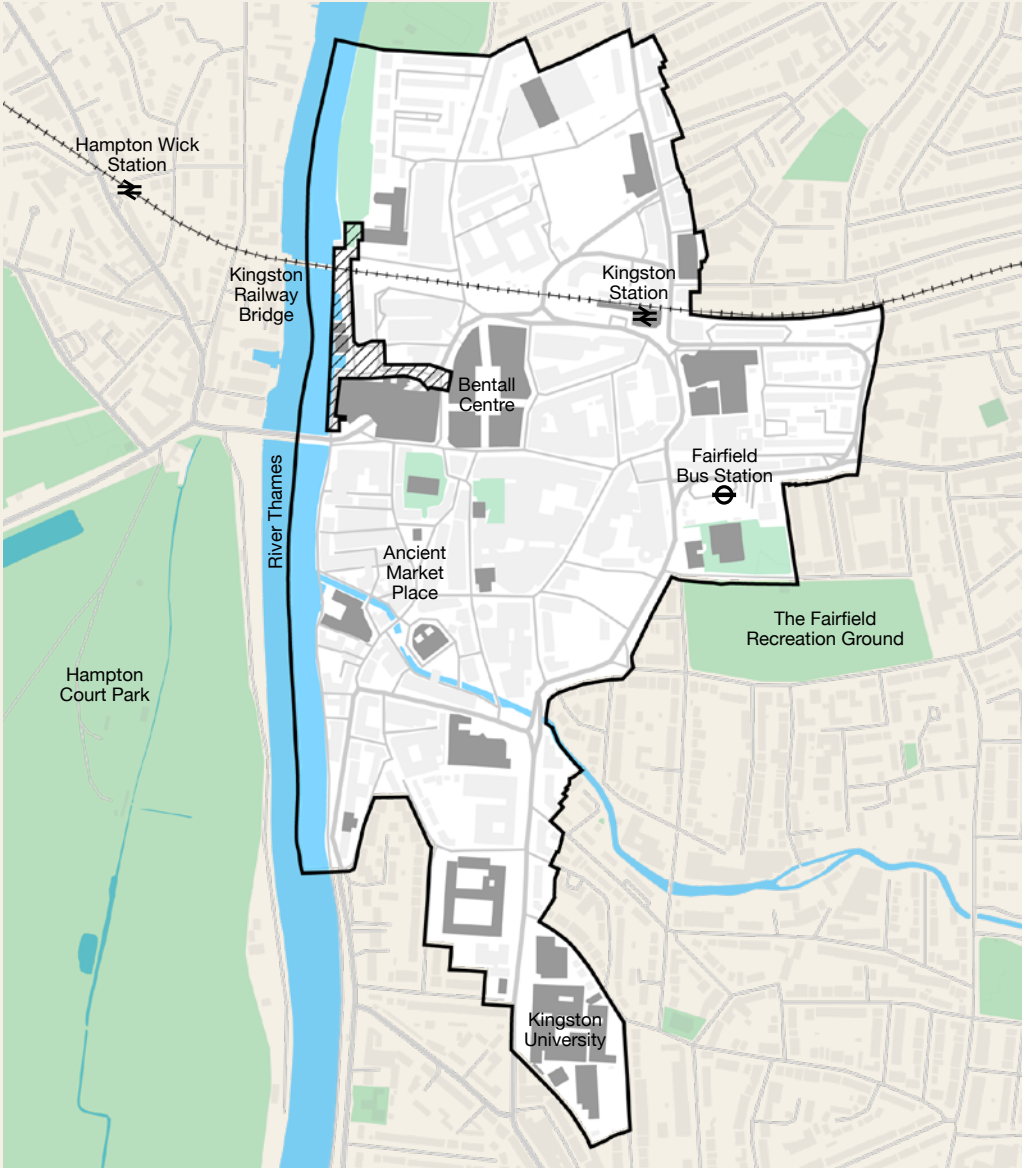 Hampton Wick
Station
Kingston
Railway
Bridge
Kingston
Station
Bentall
Centre
Fairfield
Bus Station
River Thames
Ancient
Market
Place
The Fairfield
Recreation Ground
Hampton
Court Park
Kingston
University